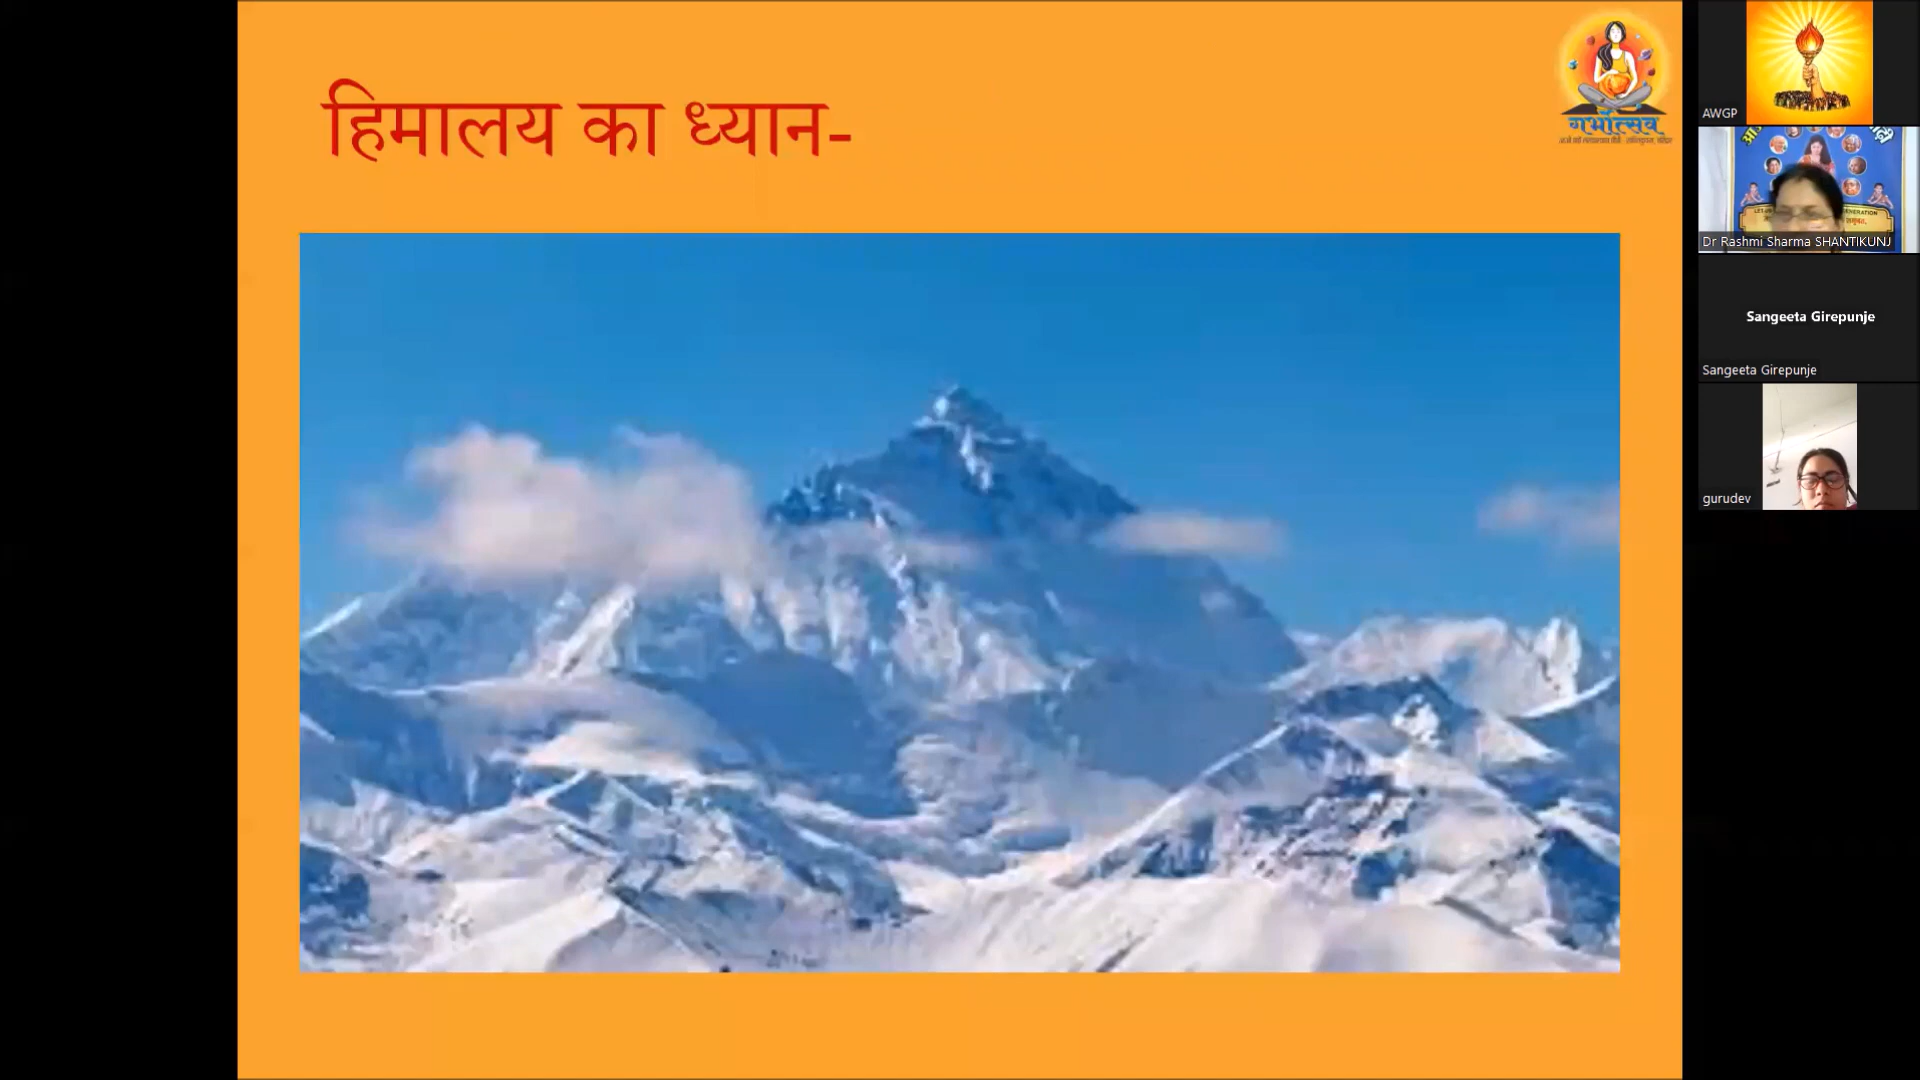 हिमालय का ध्यान-
गर्भोत्सव
AWGP
Dr Rashmi Sharma SHANTIKUNJ
Sangeeta Girepunje
Sangeeta Girepunje
gurudev